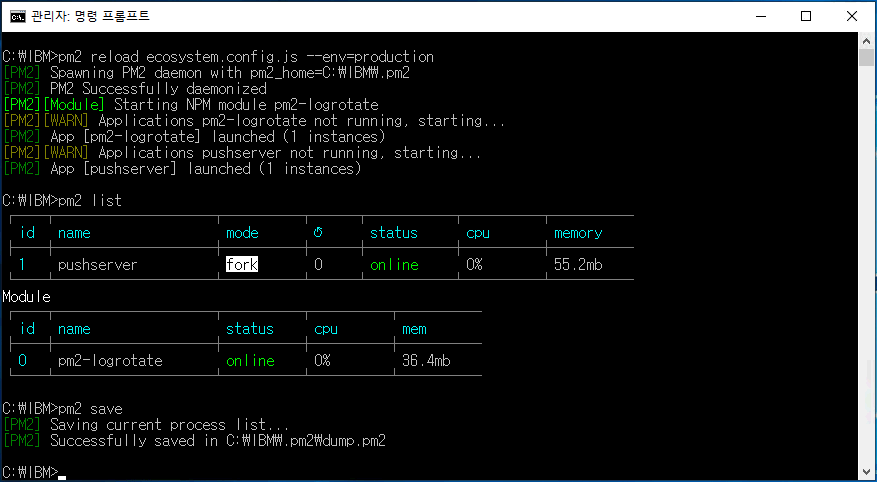 관리자: 명령 프롬프트
C:\IBM>pm2 reload ecosystem.config.js --env=production
[PM2] Spawning PM2 daemon with pm2_home=C:\IBM\.pm2
[PM2] PM2 Successfully daemonized
[PM2][Module] Starting NPM module pm2-logrotate
[PM2][WARN] Applications pm2-logrotate not running, starting...
[PM2] App [pm2-logrotate] launched (1 instances)
[PM2][WARN] Applications pushserver not running, starting...
[PM2] App [pushserver] launched (1 instances)
C:\IBM>pm2 list
id name mode ↺ status cpu memory
1 pushserver fork 0 online 0% 55.2mb
Module
id name status cpu mem
0 pm2-logrotate online 0% 36.4mb
C:\IBM>pm2 save
[PM2] Saving current process list...
[PM2] Successfully saved in C:\IBM\.pm2\dump.pm2
C:\IBM>